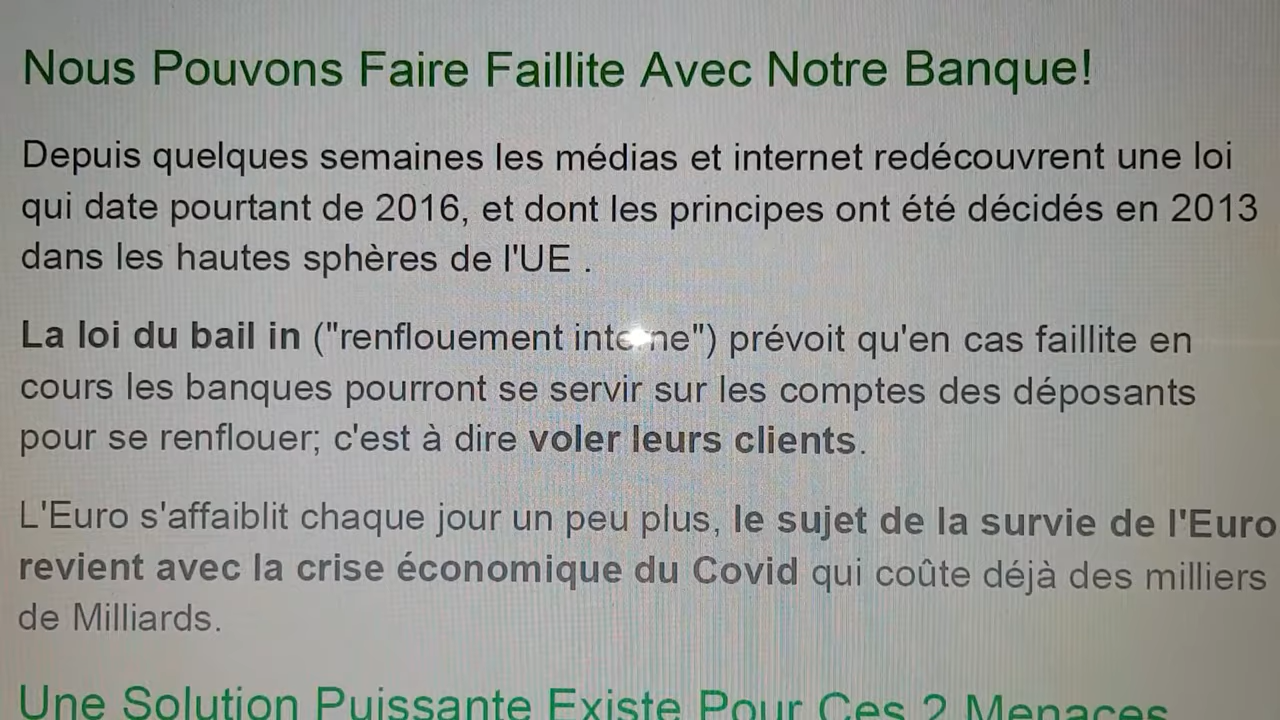 Nous Pouvons Faire Faillite Avec Notre Banque!
Depuis quelques semaines les médias et internet redécouvrent une loi
qui date pourtant de 2016, et dont les principes ont été décidés en 2013
dans les hautes sphères de l'UE .
La loi du bail in ("renflouement interne") prévoit qu'en cas faillite en
cours les banques pourront se servir sur les comptes des déposants
pour se renflouer; c'est à dire voler leurs clients.
L'Euro s'affaiblit chaque jour un peu plus, le sujet de la survie de l'Euro
revient avec la crise économique du Covid qui coûte déjà des milliers
de Milliards.
Une Solution Puissante Existe Pour Ces 2 Menaces